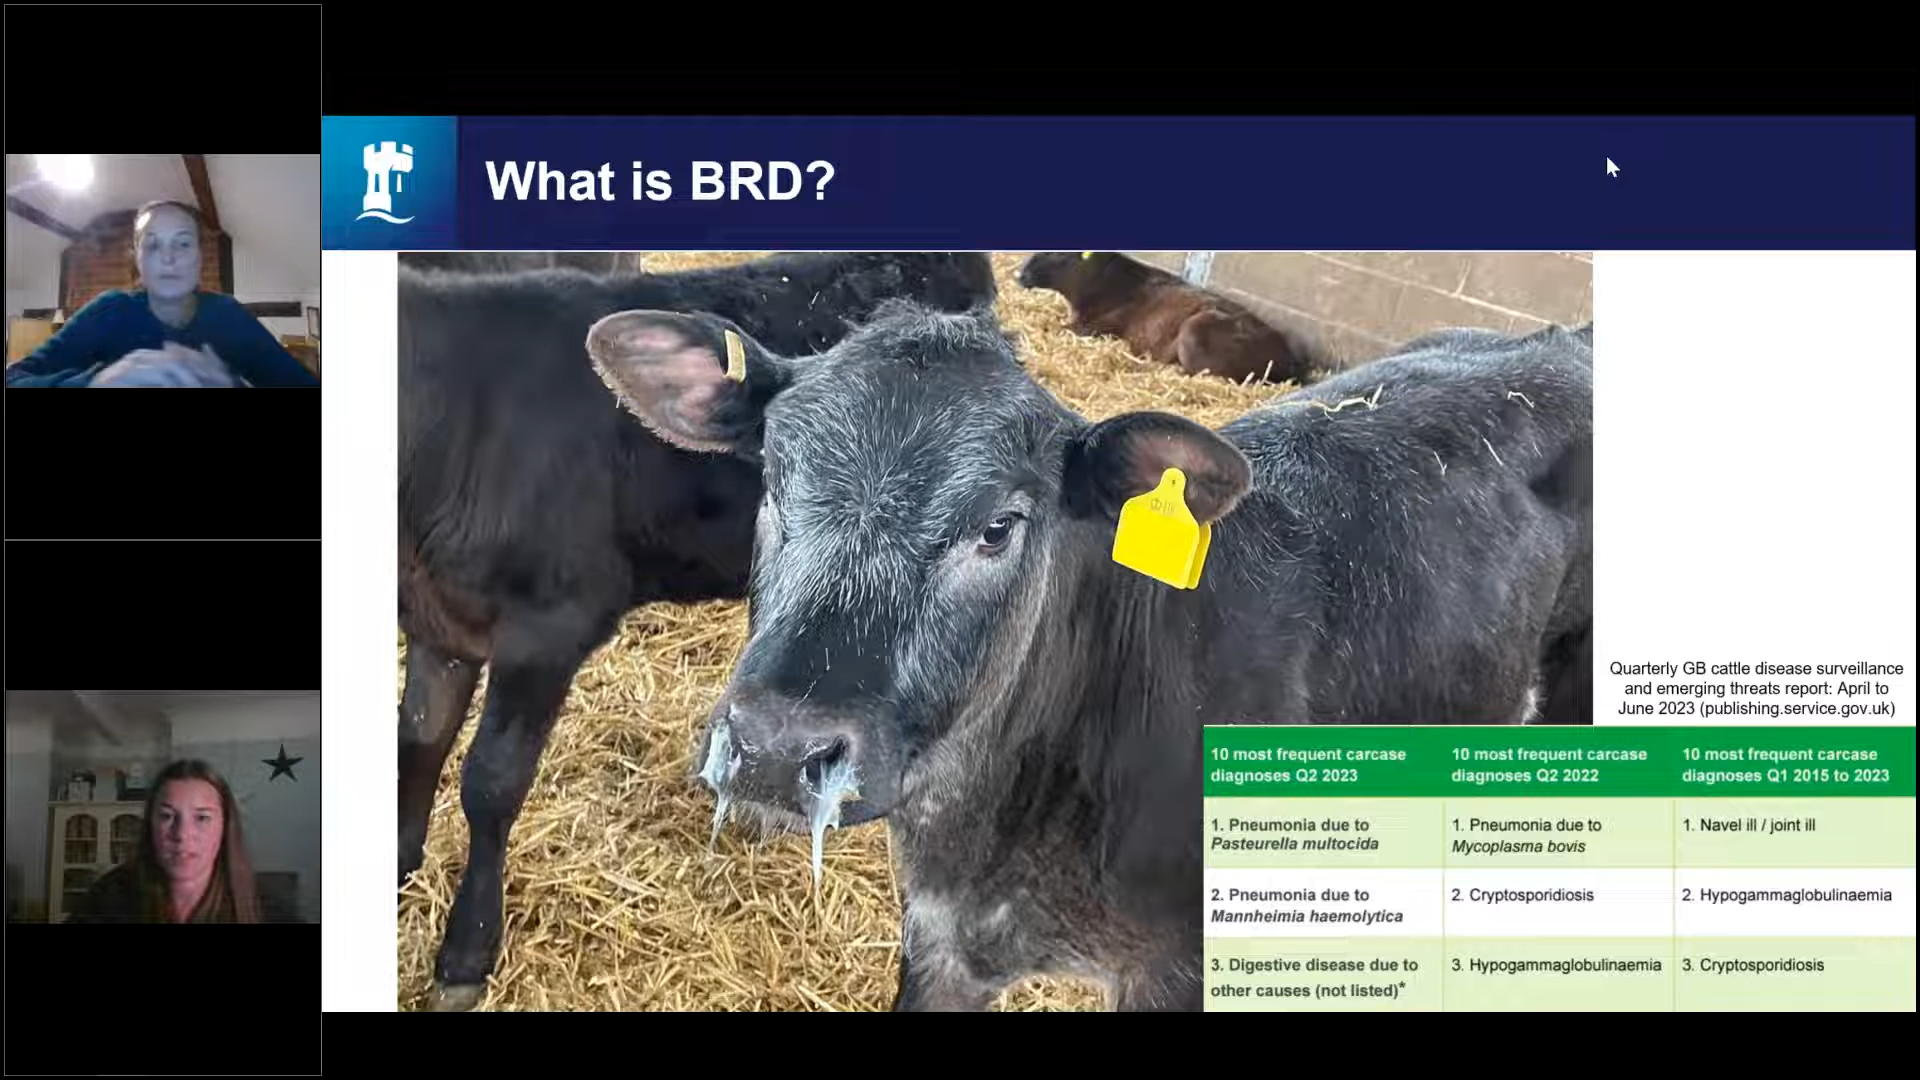 What is BRD?
Quarterly GB cattle disease surveillance
and emerging threats report: April to
June 2023 (publishing.service.gov.uk)
10 most frequent carcase
diagnoses Q2 2023
10 most frequent carcase
diagnoses Q2 2022
10 most frequent carcase
diagnoses Q1 2015 to 2023
1. Pneumonia due to
Pasteurella multocida
1. Pneumonia due to
Mycoplasma bovis
1. Navel ill / joint ill
2. Pneumonia due to
Mannheimia haemolytica
2. Cryptosporidiosis
2. Hypogammaglobulinaemia
3. Digestive disease due to
other causes (not listed)*
3. Hypogammaglobulinaemia
3. Cryptosporidiosis